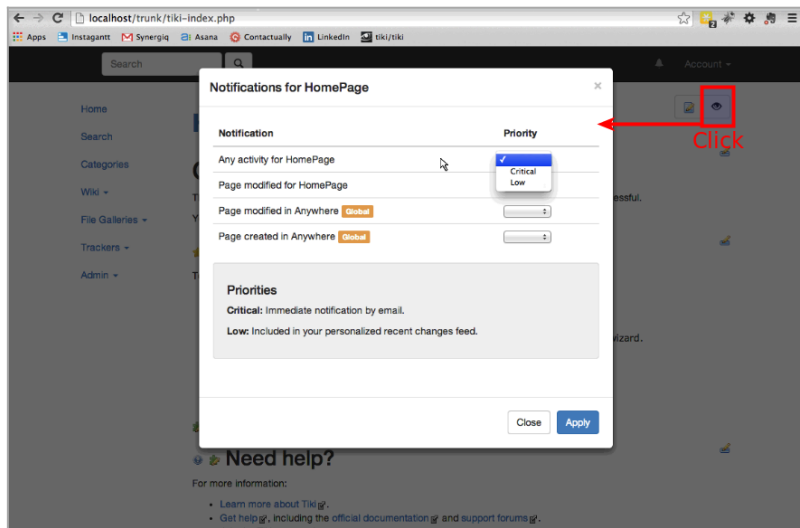 localhost/trunk/tiki-index.php
Apps Instagantt Synergiq Asana Contactually LinkedIn tiki/tiki
Search Account
Notifications for HomePage ×
Home
Search
Categories
Wiki
File Galleries
Trackers
Admin
Click
Notification Priority
Any activity for HomePage
Critical
Low
Page modified for HomePage
Page modified in Anywhere Global
Page created in Anywhere Global
essful.
Priorities
Critical: Immediate notification by email.
Low: Included in your personalized recent changes feed.
vizard.
Close Apply
Need help?
For more information:
Learn more about Tiki.
Get help, including the official documentation and support forums.